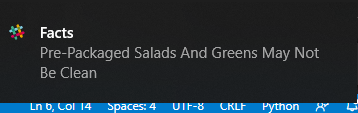 Facts
Pre-Packaged Salads And Greens May Not
Be Clean
Ln 6, Col 14 Spaces: 4 UTF-8 CRLF Python